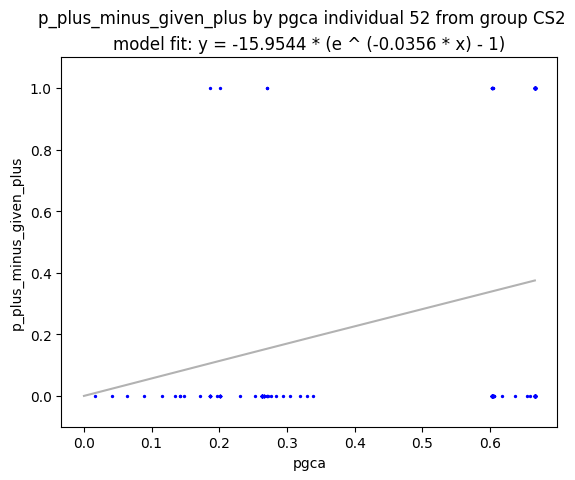 p_plus_minus_given_plus by pgca individual 52 from group CS2
model fit: y = -15.9544 * (e ^ (-0.0356 * x) - 1)
1.0
0.8
0.6
0.4
0.2
0.0
p_plus_minus_given_plus
0.0 0.1 0.2 0.3 0.4 0.5 0.6
pgca